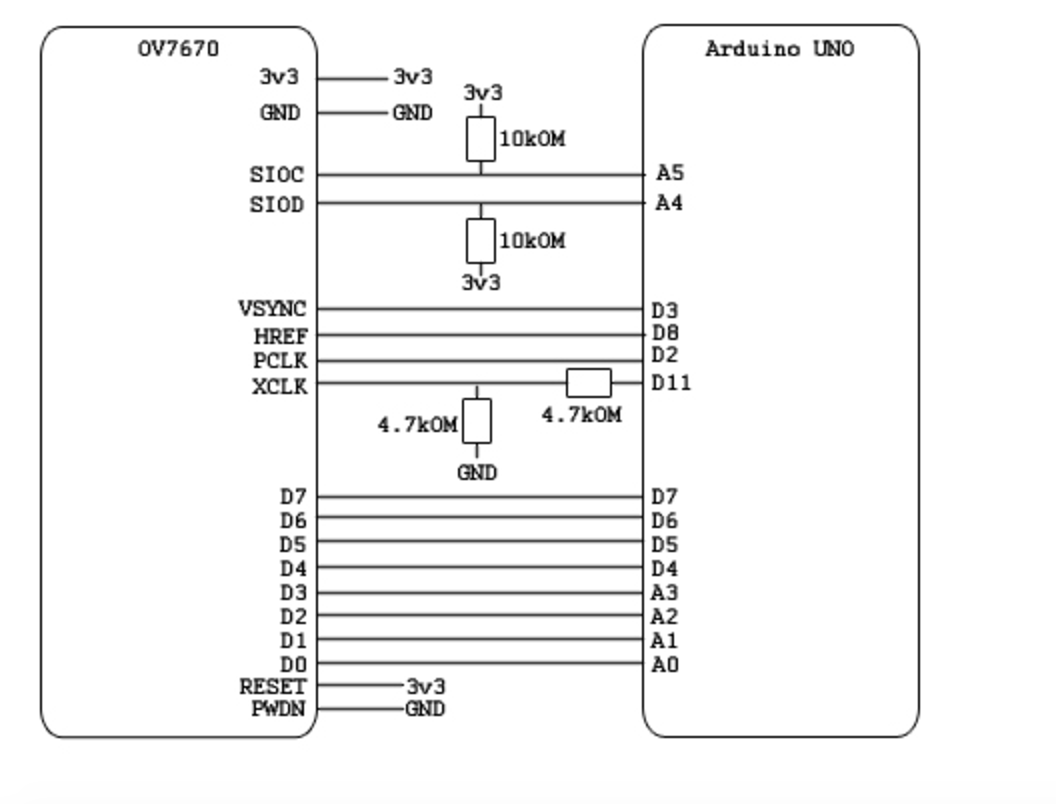 OV7670 Arduino UNO
3v3 3v3
3v3
GND GND
10kOM
SIOC A5
SIOD A4
10kOM
3v3
VSYNC D3
HREF D8
PCLK D2
XCLK D11
4.7kOM 4.7kOM
GND
D7 D7
D6 D6
D5 D5
D4 D4
D3 A3
D2 A2
D1 A1
D0 A0
RESET 3v3
PWDN GND